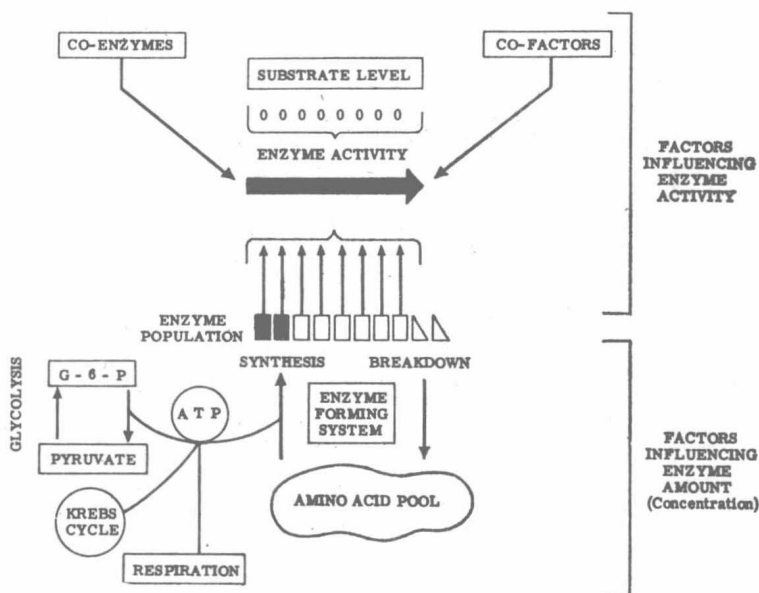 CO-ENZYMES
CO-FACTORS
SUBSTRATE LEVEL
0 0 0 0 0 0 0 0
ENZYME ACTIVITY
FACTORS
INFLUENCING
ENZYME
ACTIVITY
ENZYME
POPULATION
SYNTHESIS
BREAKDOWN
GLYCOLYSIS
G - 6 - P
ATP
ENZYME
FORMING
SYSTEM
PYRUVATE
AMINO ACID POOL
KREBS
CYCLE
RESPIRATION
FACTORS
INFLUENCING
ENZYME
AMOUNT
(Concentration)